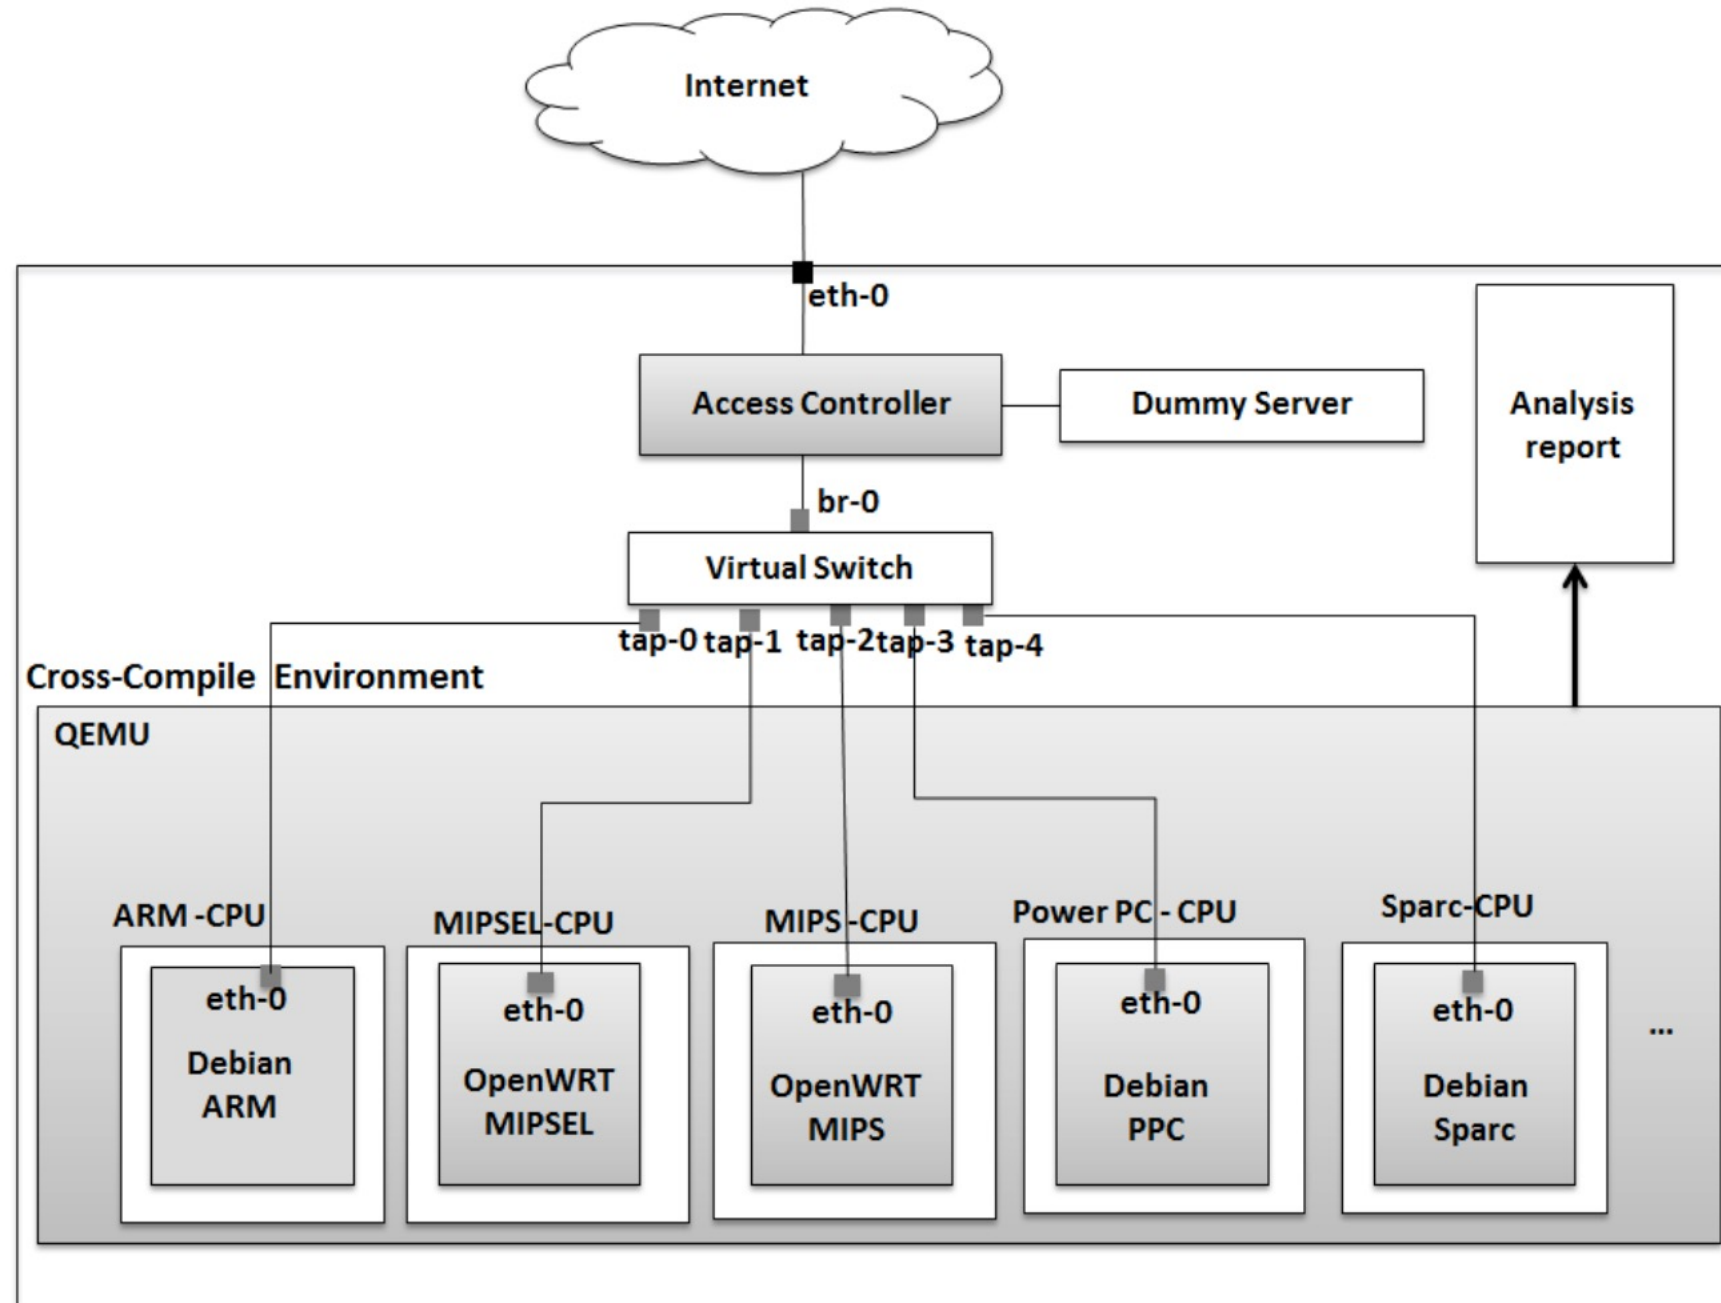 Internet
eth-0
Access Controller
Dummy Server
Analysis
report
br-0
Virtual Switch
tap-0 tap-1 tap-2 tap-3 tap-4
Cross-Compile Environment
QEMU
ARM -CPU
MIPSEL-CPU
MIPS -CPU
Power PC - CPU
Sparc-CPU
eth-0
Debian
ARM
eth-0
OpenWRT
MIPSEL
eth-0
OpenWRT
MIPS
eth-0
Debian
PPC
eth-0
Debian
Sparc
...